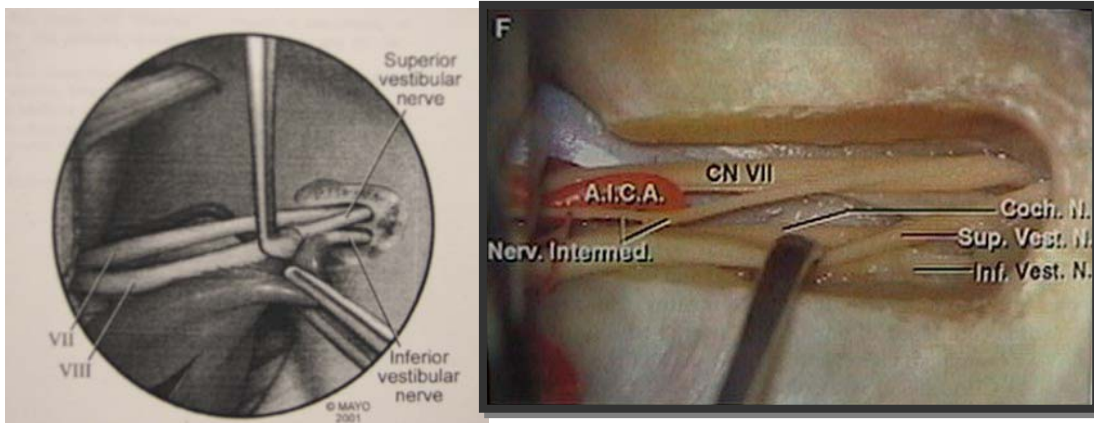 Superior
vestibular
nerve
VII
VIII
Inferior
vestibular
nerve
© MAYO
2001
F
CN VII
A.I.C.A.
Nerv. Intermed.
Coch. N.
Sup. Vest. N.
Inf. Vest. N.